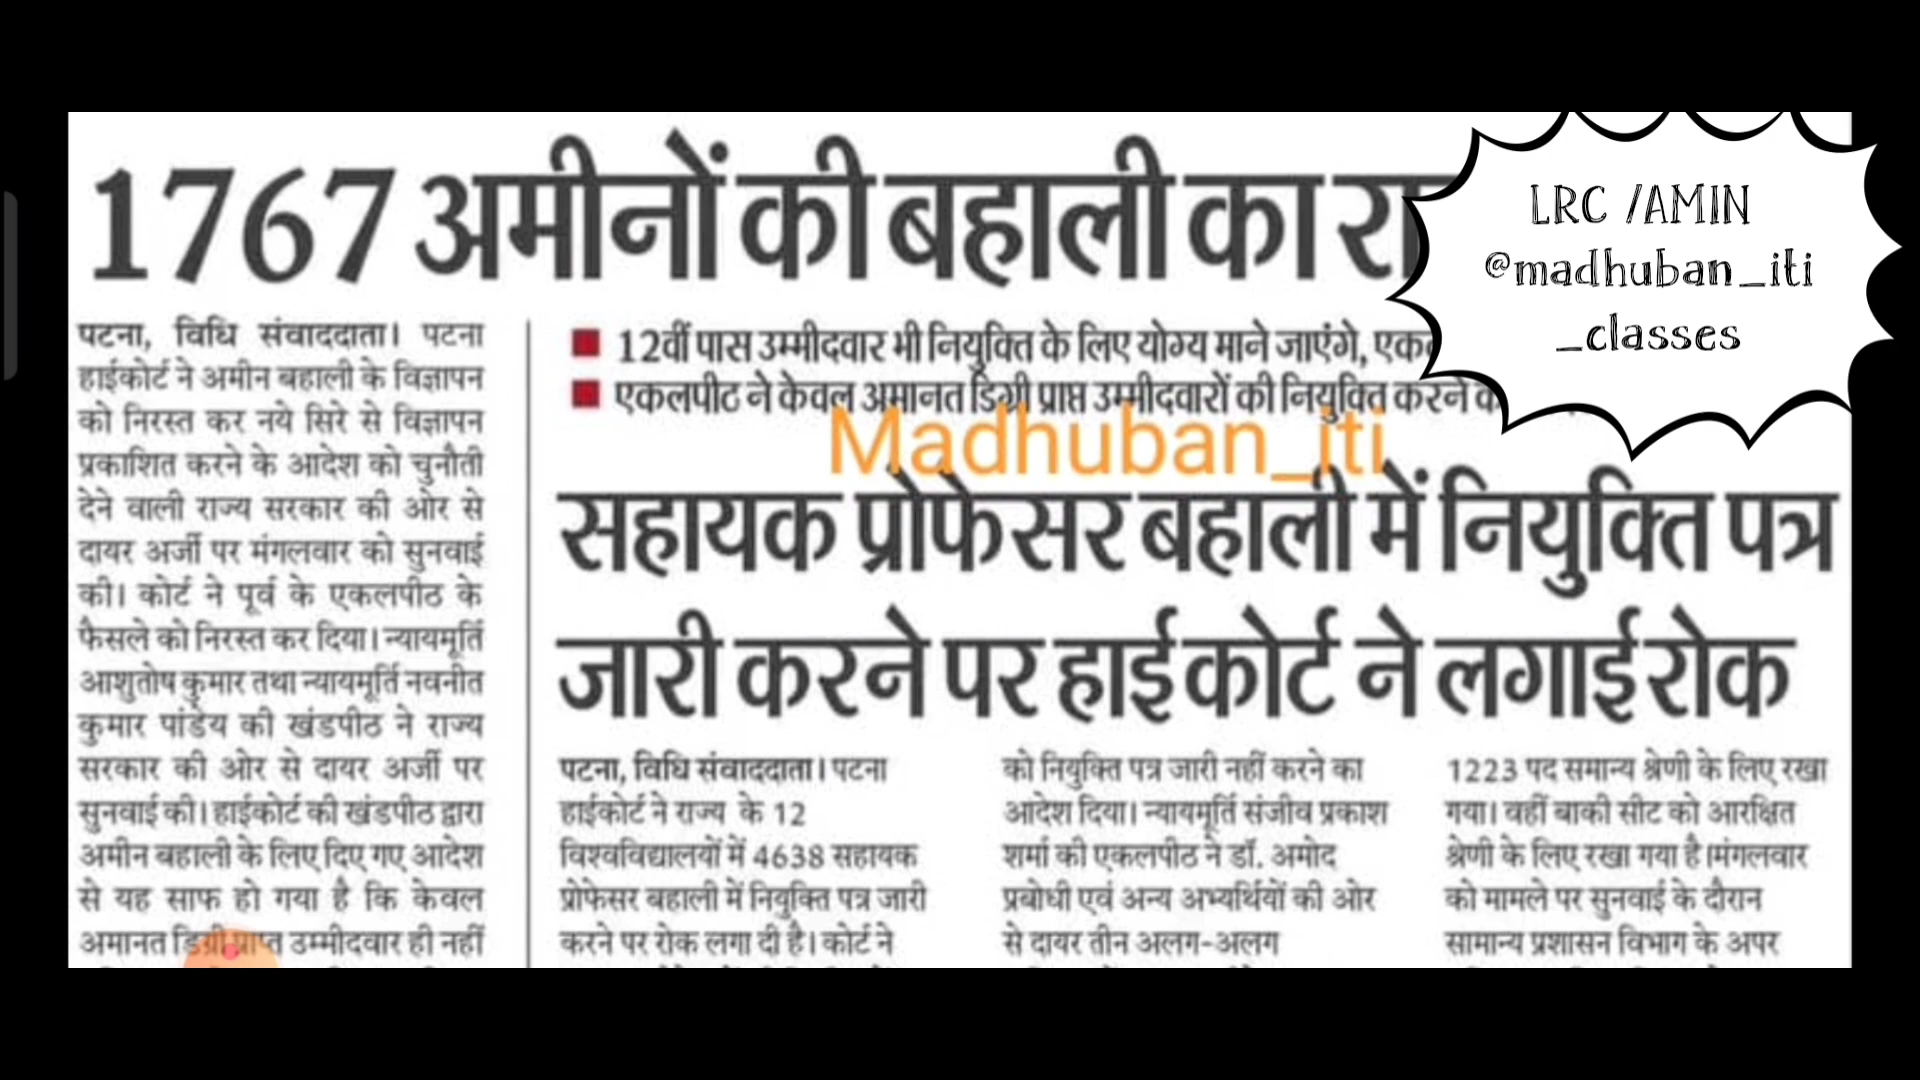 1767 अमीनों की बहाली का
LRC /AMIN
@madhuban_iti
_classes
पटना, विधि संवाददाता। पटना
हाईकोर्ट ने अमीन बहाली के विज्ञापन
को निरस्त कर नये सिरे से विज्ञापन
प्रकाशित करने के आदेश को चुनौती
देने वाली राज्य सरकार की ओर से
दायर अर्जी पर मंगलवार को सुनवाई
की। कोर्ट ने पूर्व के एकलपीठ के
फैसले को निरस्त कर दिया। न्यायमूर्ति
आशुतोष कुमार तथा न्यायमूर्ति नवनीत
कुमार पांडेय की खंडपीठ ने राज्य
सरकार की ओर से दायर अर्जी पर
सुनवाई की। हाईकोर्ट की खंडपीठ द्वारा
अमीन बहाली के लिए दिए गए आदेश
से यह साफ हो गया है कि केवल
अमानत डिग्री प्राप्त उम्मीदवार ही नहीं
12वीं पास उम्मीदवार भी नियुक्ति के लिए योग्य माने जाएंगे,
एकलपीट ने केवल अमानत डिग्री प्राप्त उम्मीदवारों की नियुक्ति करने
Madhuban_iti
सहायक प्रोफेसर बहाली में नियुक्ति पत्र
जारी करने पर हाईकोर्ट ने लगाई रोक
पटना, विधि संवाददाता। पटना
हाईकोर्ट ने राज्य के 12
विश्वविद्यालयों में 4638 सहायक
प्रोफेसर बहाली में नियुक्ति पत्र जारी
करने पर रोक लगा दी है। कोर्ट ने
को नियुक्ति पत्र जारी नहीं करने का
आदेश दिया। न्यायमूर्ति संजीव प्रकाश
शर्मा की एकलपीठ ने डॉ. अमोद
प्रबोधी एवं अन्य अभ्यर्थियों की ओर
से दायर तीन अलग-अलग
1223 पद समान्य श्रेणी के लिए रखा
गया। वहीं बाकी सीट को आरक्षित
श्रेणी के लिए रखा गया है।मंगलवार
को मामले पर सुनवाई के दौरान
सामान्य प्रशासन विभाग के अपर